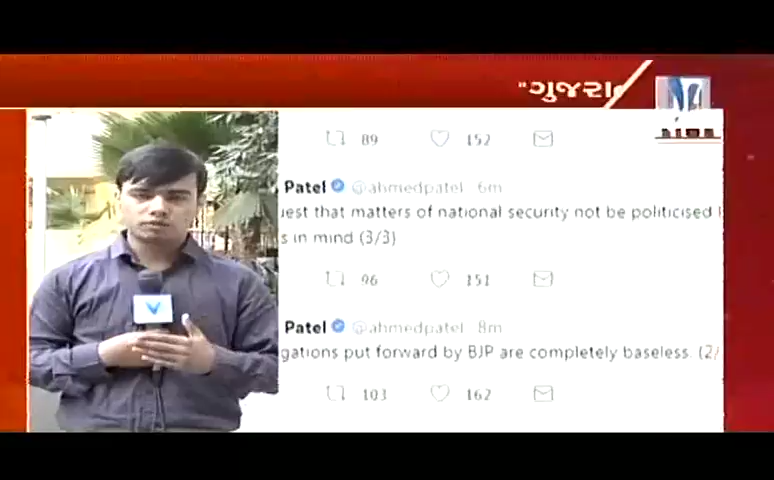 "ગુજરા
89 152
Patel @ahmedpatel 6m
uest that matters of national security not be politicised
s in mind (3/3)
96 151
Patel @ahmedpatel 8m
gations put forward by BJP are completely baseless. (2/
103 162